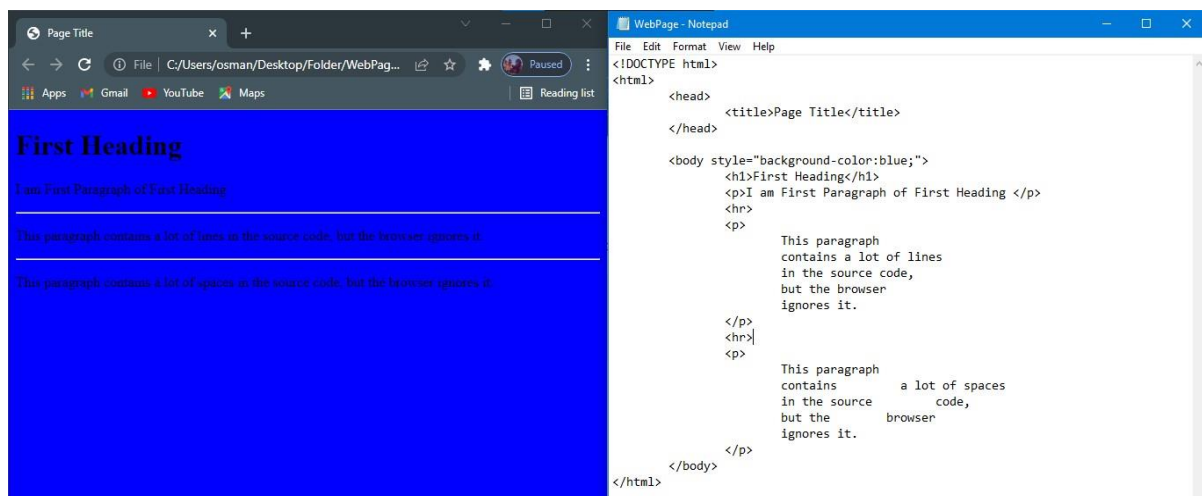 Page Title
File | C:/Users/osman/Desktop/Folder/WebPag...
Paused
Apps
Gmail
YouTube
Maps
Reading list
First Heading
I am First Paragraph of First Heading
This paragraph contains a lot of lines in the source code, but the browser ignores it.
This paragraph contains a lot of spaces in the source code, but the browser ignores it.
WebPage - Notepad
File Edit Format View Help
<!DOCTYPE html>
<html>
<head>
<title>Page Title</title>
</head>
<body style="background-color:blue;">
<h1>First Heading</h1>
<p>I am First Paragraph of First Heading </p>
<hr>
<p>
This paragraph
contains a lot of lines
in the source code,
but the browser
ignores it.
</p>
<hr>
<p>
This paragraph
contains         a lot of spaces
in the source         code,
but the        browser
ignores it.
</p>
</body>
</html>